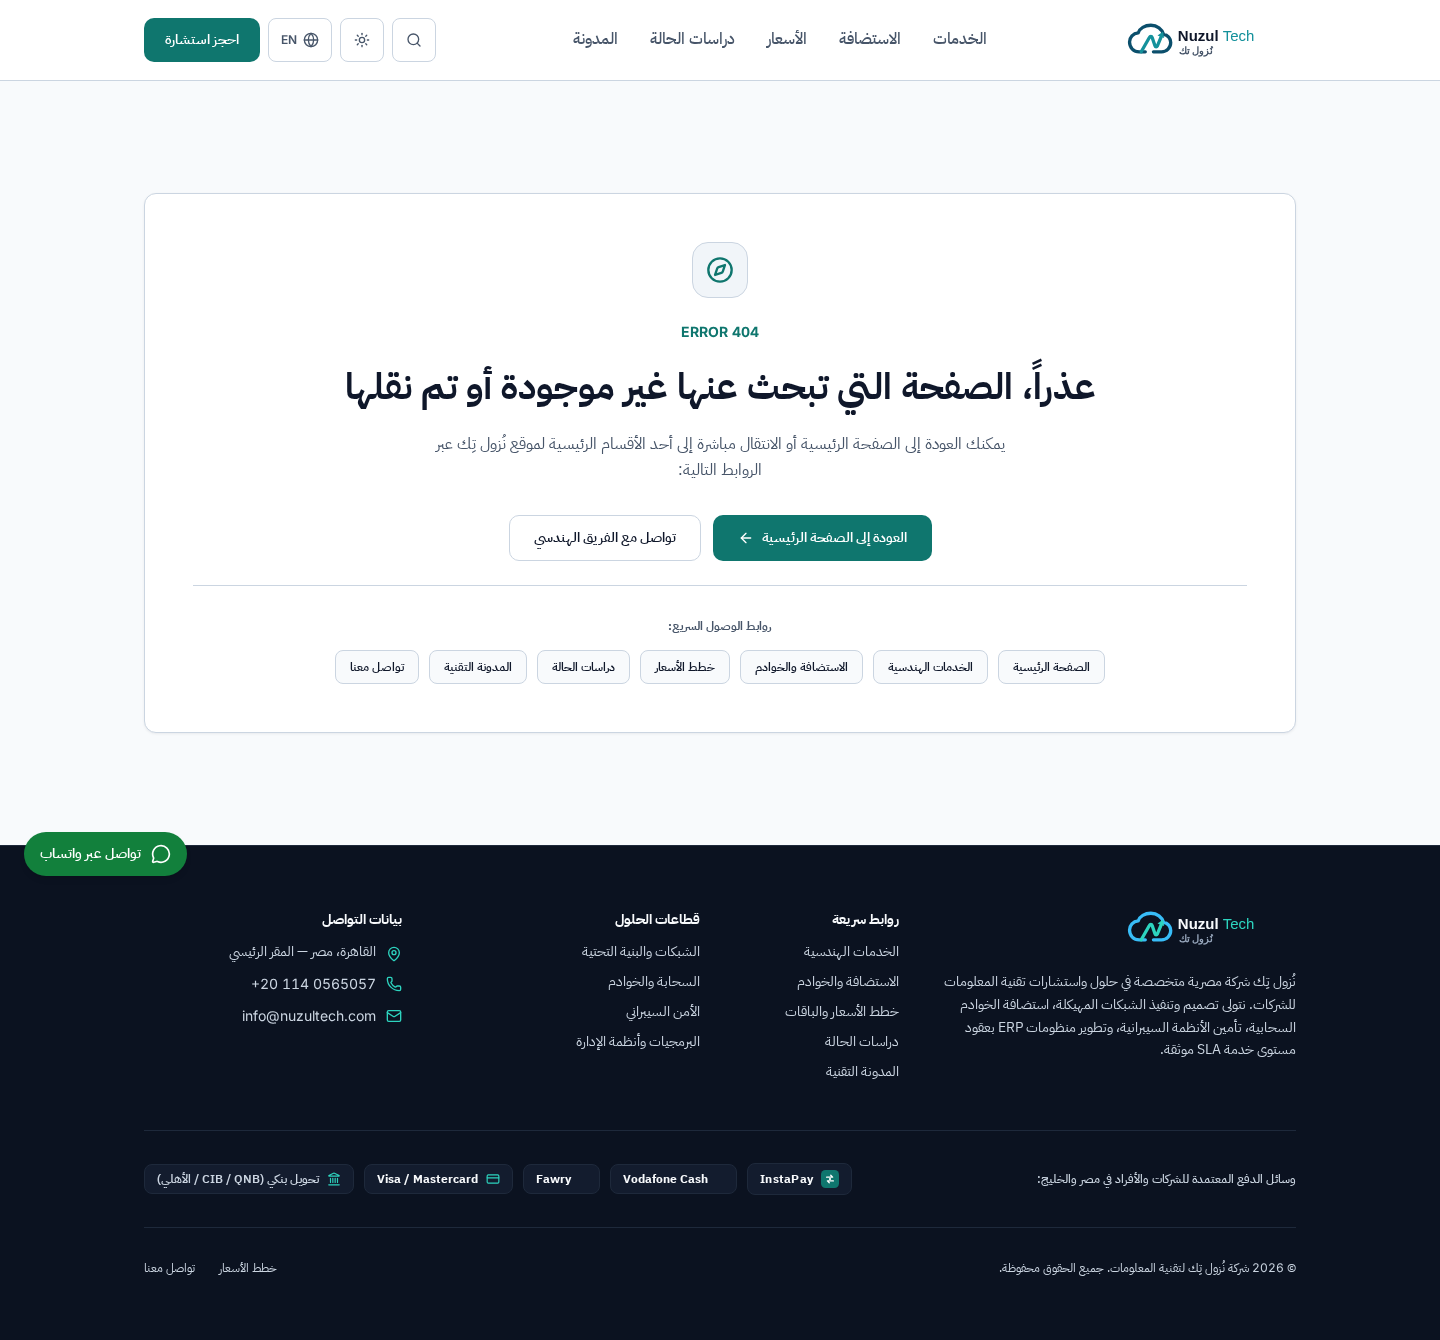 Nuzul Tech
نُزول تك
الخدمات
الاستضافة
الأسعار
دراسات الحالة
المدونة
EN
احجز استشارة
ERROR 404
عذراً، الصفحة التي تبحث عنها غير موجودة أو تم نقلها
يمكنك العودة إلى الصفحة الرئيسية أو الانتقال مباشرة إلى أحد الأقسام الرئيسية لموقع نُزول تِك عبر
الروابط التالية:
العودة إلى الصفحة الرئيسية
تواصل مع الفريق الهندسي
روابط الوصول السريع:
الصفحة الرئيسية
الخدمات الهندسية
الاستضافة والخوادم
خطط الأسعار
دراسات الحالة
المدونة التقنية
تواصل معنا
تواصل عبر واتساب
Nuzul Tech
نُزول تك
نُزول تِك شركة مصرية متخصصة في حلول واستشارات تقنية المعلومات
للشركات. نتولى تصميم وتنفيذ الشبكات المهيكلة، استضافة الخوادم
السحابية، تأمين الأنظمة السيبرانية، وتطوير منظومات ERP بعقود
مستوى خدمة SLA موثقة.
روابط سريعة
الخدمات الهندسية
الاستضافة والخوادم
خطط الأسعار والباقات
دراسات الحالة
المدونة التقنية
قطاعات الحلول
الشبكات والبنية التحتية
السحابة والخوادم
الأمن السيبراني
البرمجيات وأنظمة الإدارة
بيانات التواصل
القاهرة، مصر — المقر الرئيسي
+20 114 0565057
info@nuzultech.com
وسائل الدفع المعتمدة للشركات والأفراد في مصر والخليج:
InstaPay
Vodafone Cash
Fawry
Visa / Mastercard
تحويل بنكي (CIB / QNB / الأهلي)
© 2026 شركة نُزول تِك لتقنية المعلومات. جميع الحقوق محفوظة.
خطط الأسعار
تواصل معنا